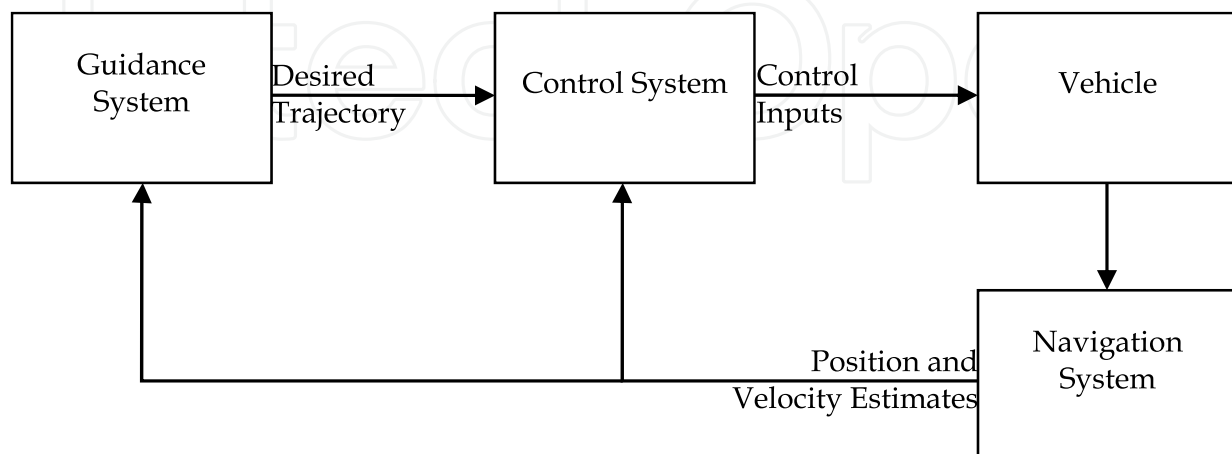 Guidance
System
Desired
Trajectory
Control System
Control
Inputs
Vehicle
Navigation
System
Position and
Velocity Estimates